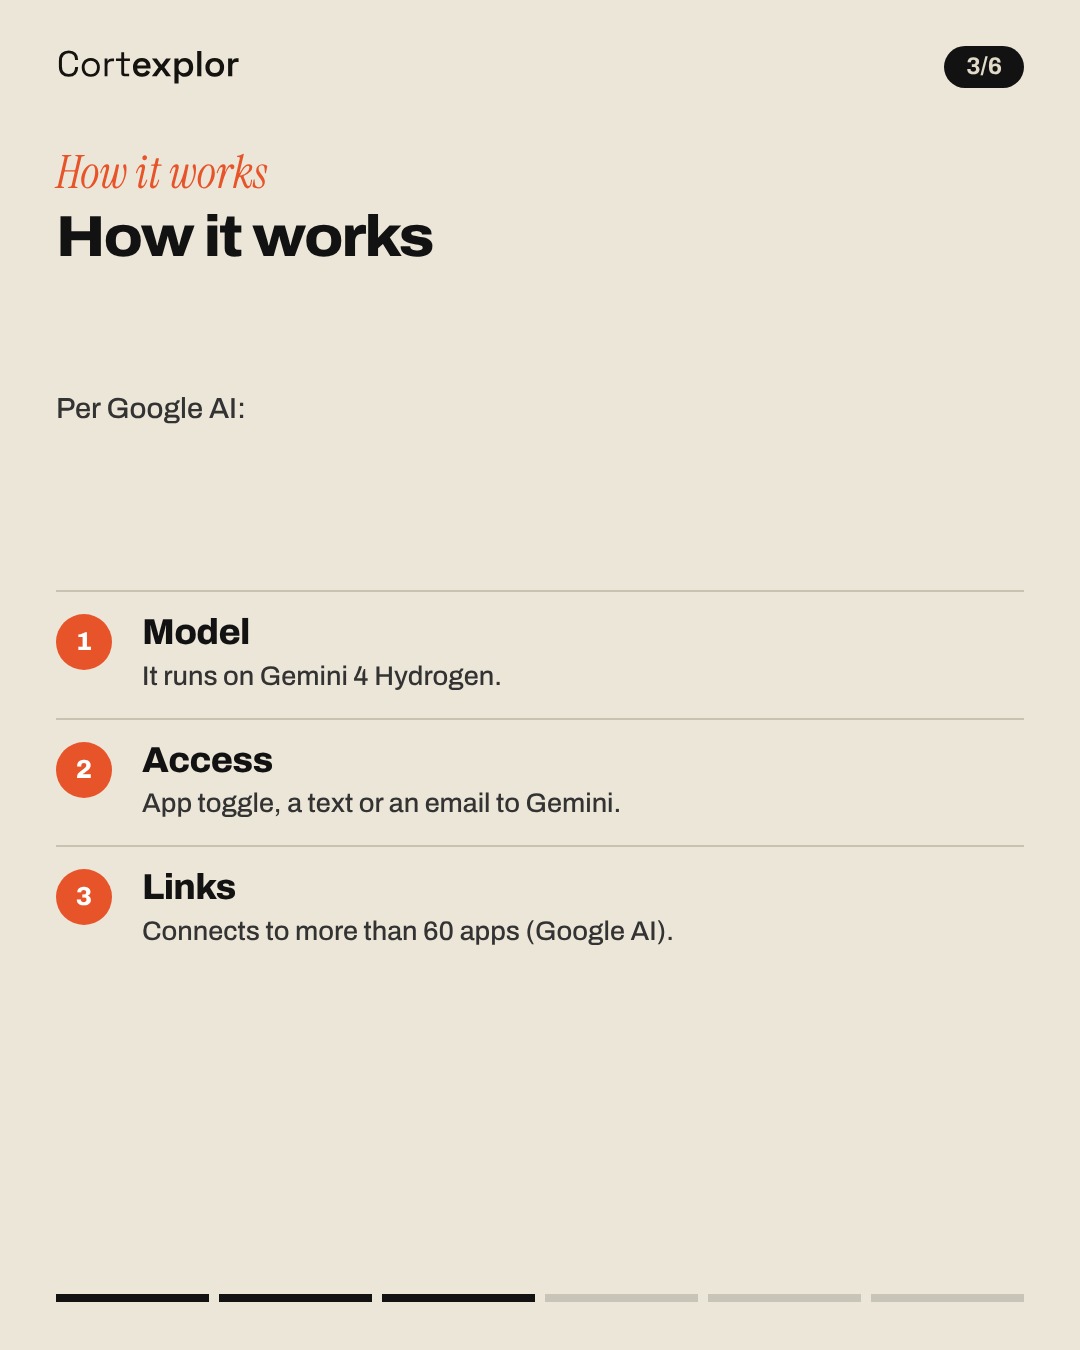 Cortexplor
3/6
How it works
How it works
Per Google AI:
1
Model
It runs on Gemini 4 Hydrogen.
2
Access
App toggle, a text or an email to Gemini.
3
Links
Connects to more than 60 apps (Google AI).